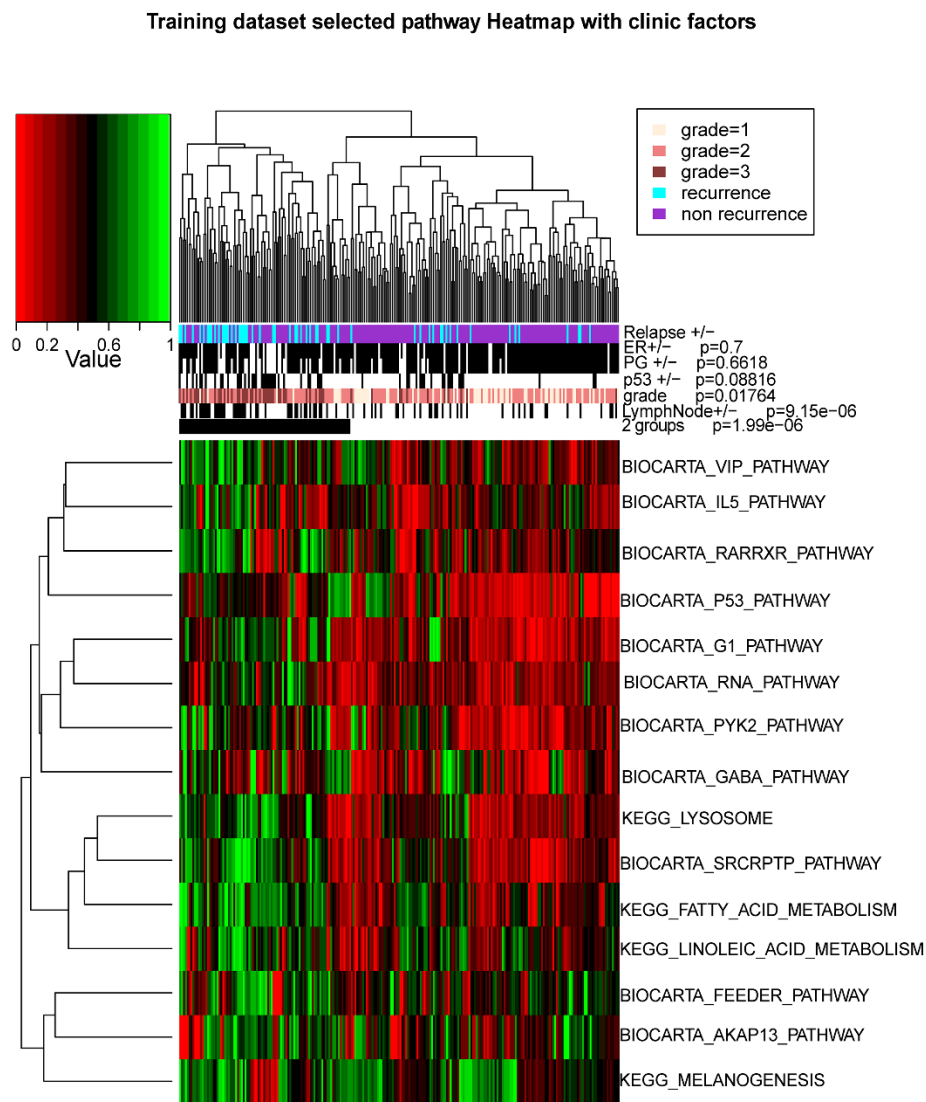 Training dataset selected pathway Heatmap with clinic factors
grade=1
grade=2
grade=3
recurrence
non recurrence
0 0.2 0.6 1
Value
Relapse +/−
ER+/− p=0.7
PG +/− p=0.6618
p53 +/− p=0.08816
grade p=0.01764
LymphNode+/− p=9.15e−06
2 groups p=1.99e−06
BIOCARTA_VIP_PATHWAY
BIOCARTA_IL5_PATHWAY
BIOCARTA_RARRXR_PATHWAY
BIOCARTA_P53_PATHWAY
BIOCARTA_G1_PATHWAY
BIOCARTA_RNA_PATHWAY
BIOCARTA_PYK2_PATHWAY
BIOCARTA_GABA_PATHWAY
KEGG_LYSOSOME
BIOCARTA_SRCRPTP_PATHWAY
KEGG_FATTY_ACID_METABOLISM
KEGG_LINOLEIC_ACID_METABOLISM
BIOCARTA_FEEDER_PATHWAY
BIOCARTA_AKAP13_PATHWAY
KEGG_MELANOGENESIS